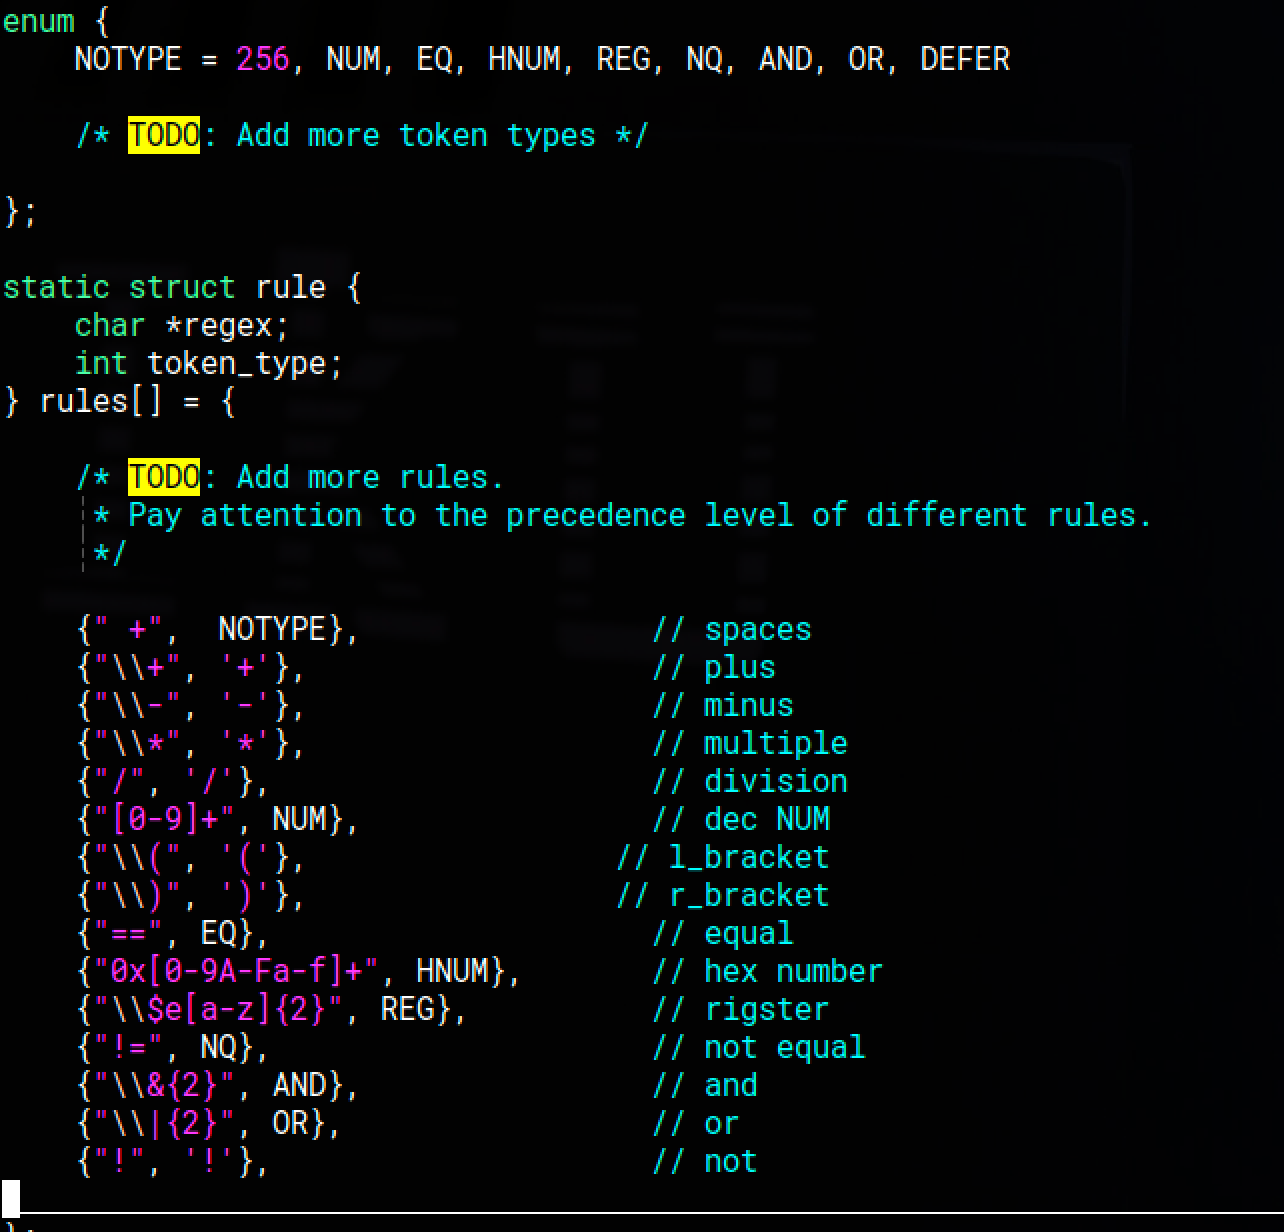 enum {
    NOTYPE = 256, NUM, EQ, HNUM, REG, NQ, AND, OR, DEFER
    /* TODO: Add more token types */
};
static struct rule {
    char *regex;
    int token_type;
} rules[] = {
    /* TODO: Add more rules.
     * Pay attention to the precedence level of different rules.
     */
    {" +",  NOTYPE},                // spaces
    {"\\+", '+'},                   // plus
    {"\\-", '-'},                   // minus
    {"\\*", '*'},                   // multiple
    {"/", '/'},                     // division
    {"[0-9]+", NUM},                // dec NUM
    {"\\(", '('},                 // l_bracket
    {"\\)", ')'},                 // r_bracket
    {"==", EQ},                     // equal
    {"0x[0-9A-Fa-f]+", HNUM},       // hex number
    {"\\$e[a-z]{2}", REG},          // rigster
    {"!=", NQ},                     // not equal
    {"\\&{2}", AND},                // and
    {"\\|{2}", OR},                 // or
    {"!", '!'},                     // not